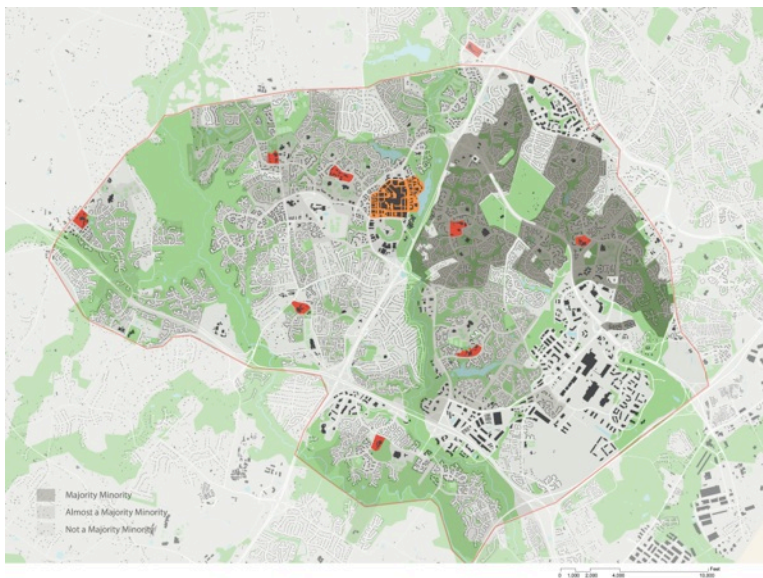 Majority Minority
Almost a Majority Minority
Not a Majority Minority
Feet
0 1,000 2,000 4,000 10,000